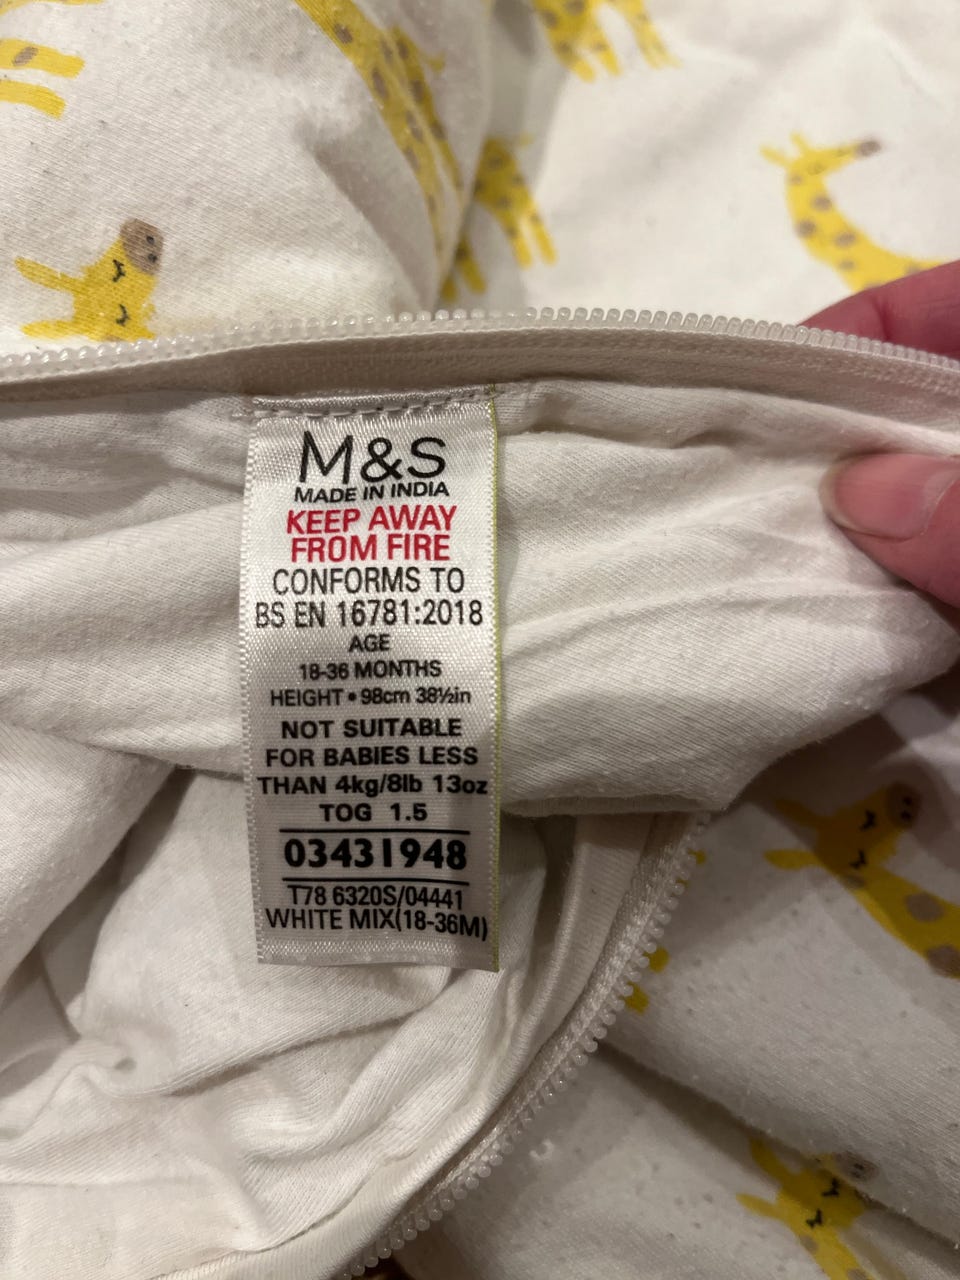 M&S
MADE IN INDIA
KEEP AWAY
FROM FIRE
CONFORMS TO
BS EN 16781:2018
AGE
18-36 MONTHS
HEIGHT • 98cm 38½in
NOT SUITABLE
FOR BABIES LESS
THAN 4kg/8lb 13oz
TOG 1.5
03431948
T78 6320S/04441
WHITE MIX(18-36M)